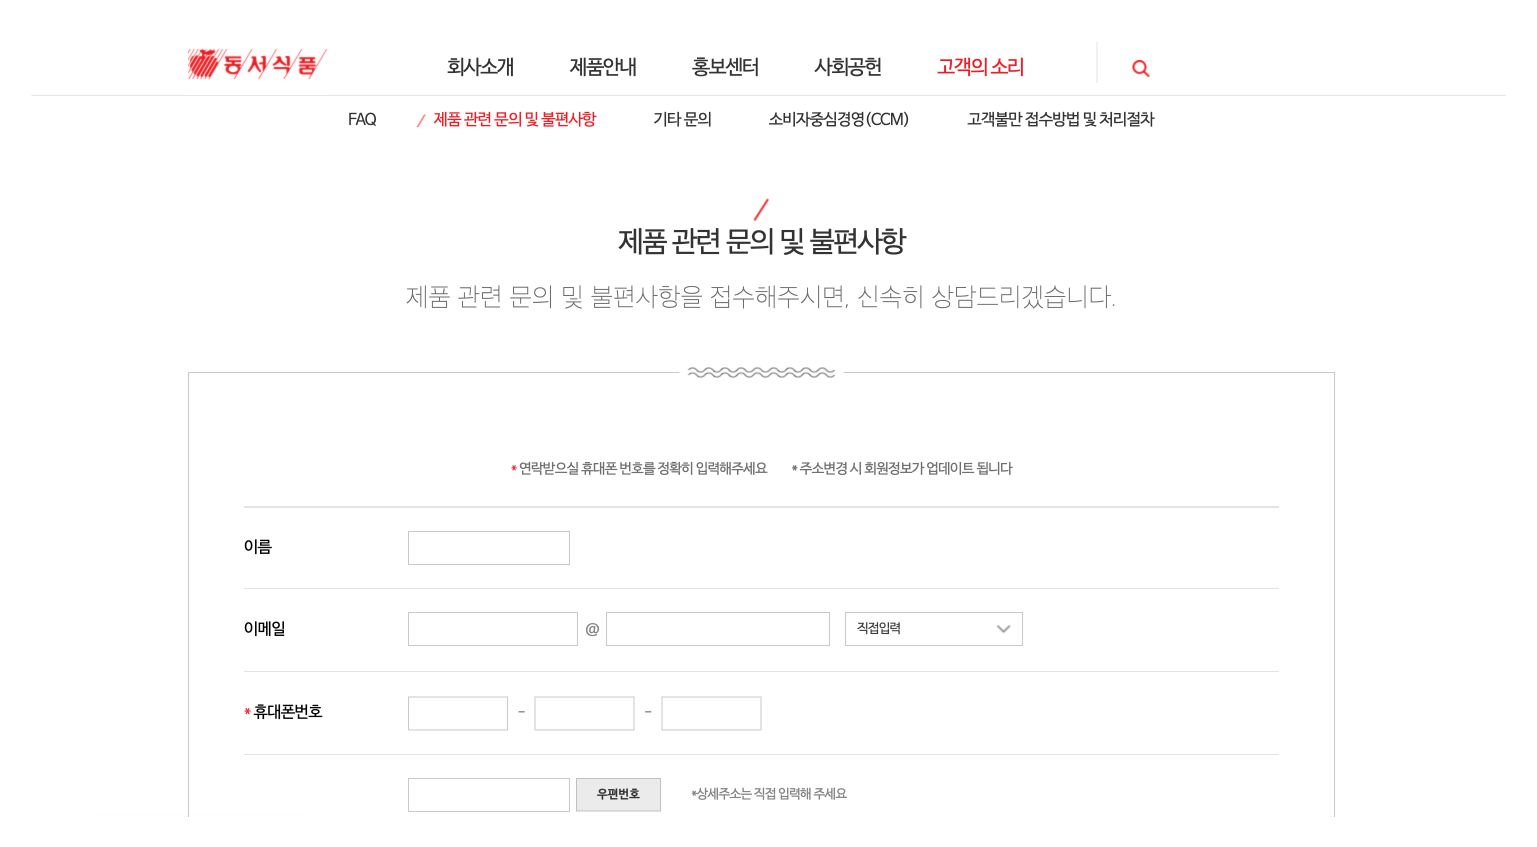 동서식품
회사소개 제품안내 홍보센터 사회공헌 고객의 소리
FAQ / 제품 관련 문의 및 불편사항 기타 문의 소비자중심경영(CCM) 고객불만 접수방법 및 처리절차
제품 관련 문의 및 불편사항
제품 관련 문의 및 불편사항을 접수해주시면, 신속히 상담드리겠습니다.
* 연락받으실 휴대폰 번호를 정확히 입력해주세요 * 주소변경 시 회원정보가 업데이트 됩니다
이름
이메일 @ 직접입력
* 휴대폰번호 - -
우편번호 *상세주소는 직접 입력해 주세요